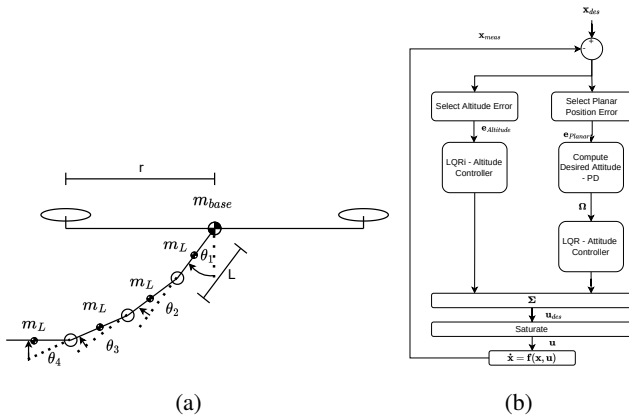 r
m_base
m_L
θ_1
L
m_L
θ_2
m_L
θ_3
m_L
θ_4
(a)
x_des
x_meas
+
-
Select Altitude Error
Select Planar
Position Error
e_Altitude
e_Planar
LQRi - Altitude
Controller
Compute
Desired Attitude
- PD
Ω
LQR - Attitude
Controller
Σ
u_des
Saturate
u
ẋ = f(x, u)
(b)